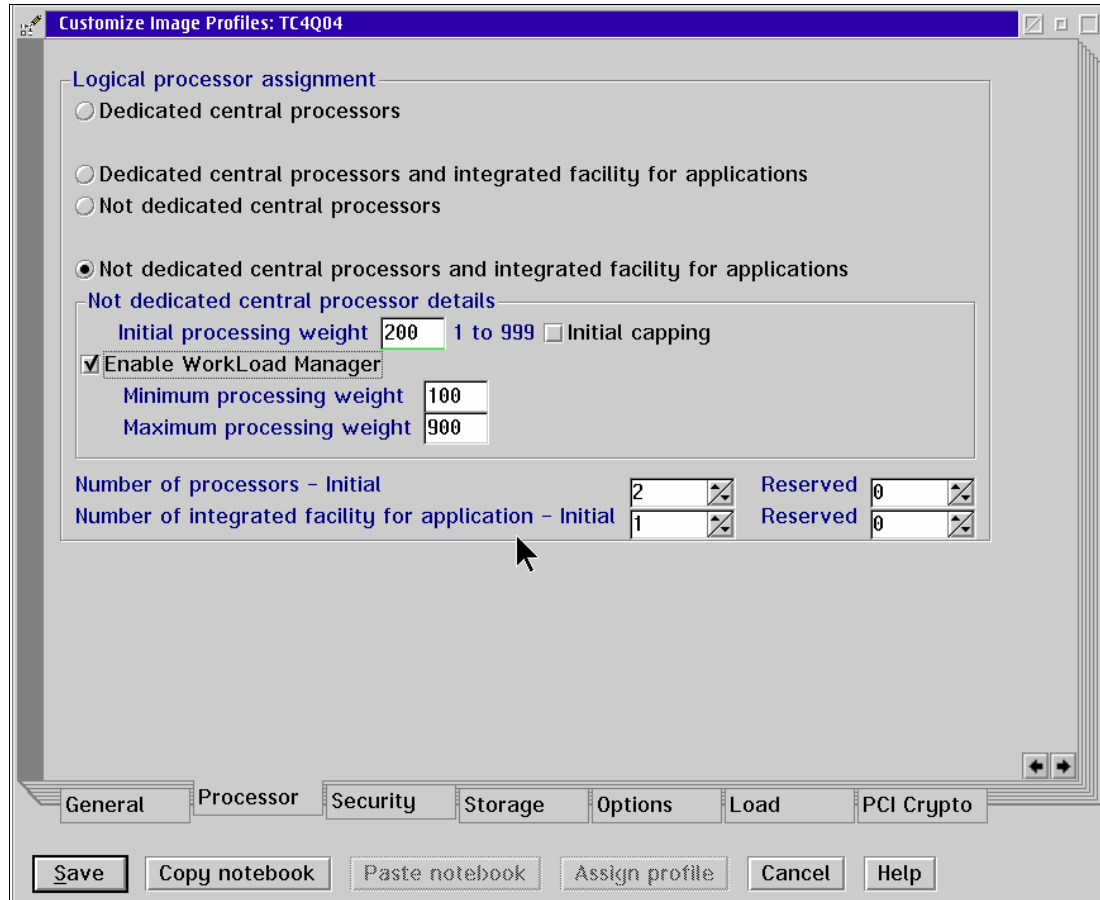 Customize Image Profiles: TC4Q04
Logical processor assignment
Dedicated central processors
Dedicated central processors and integrated facility for applications
Not dedicated central processors
Not dedicated central processors and integrated facility for applications
Not dedicated central processor details
Initial processing weight 200 1 to 999 Initial capping
Enable WorkLoad Manager
Minimum processing weight 100
Maximum processing weight 900
Number of processors - Initial 2 Reserved 0
Number of integrated facility for application - Initial 1 Reserved 0
General Processor Security Storage Options Load PCI Crypto
Save Copy notebook Paste notebook Assign profile Cancel Help